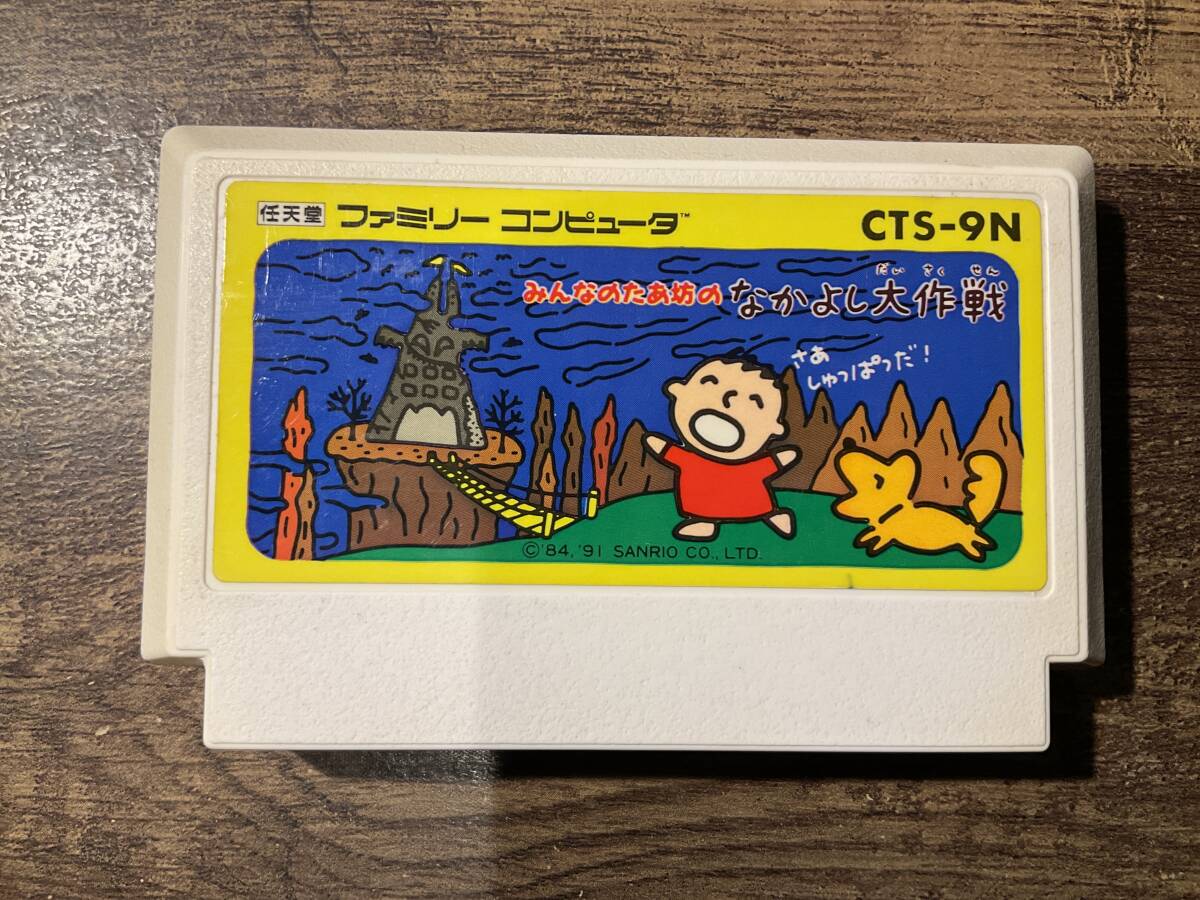 任天堂 ファミリー コンピュータ™ CTS-9N
だい さく せん
みんなのたあ坊の なかよし大作戦
さあ
しゅっぱつだ!
©'84, '91 SANRIO CO., LTD.